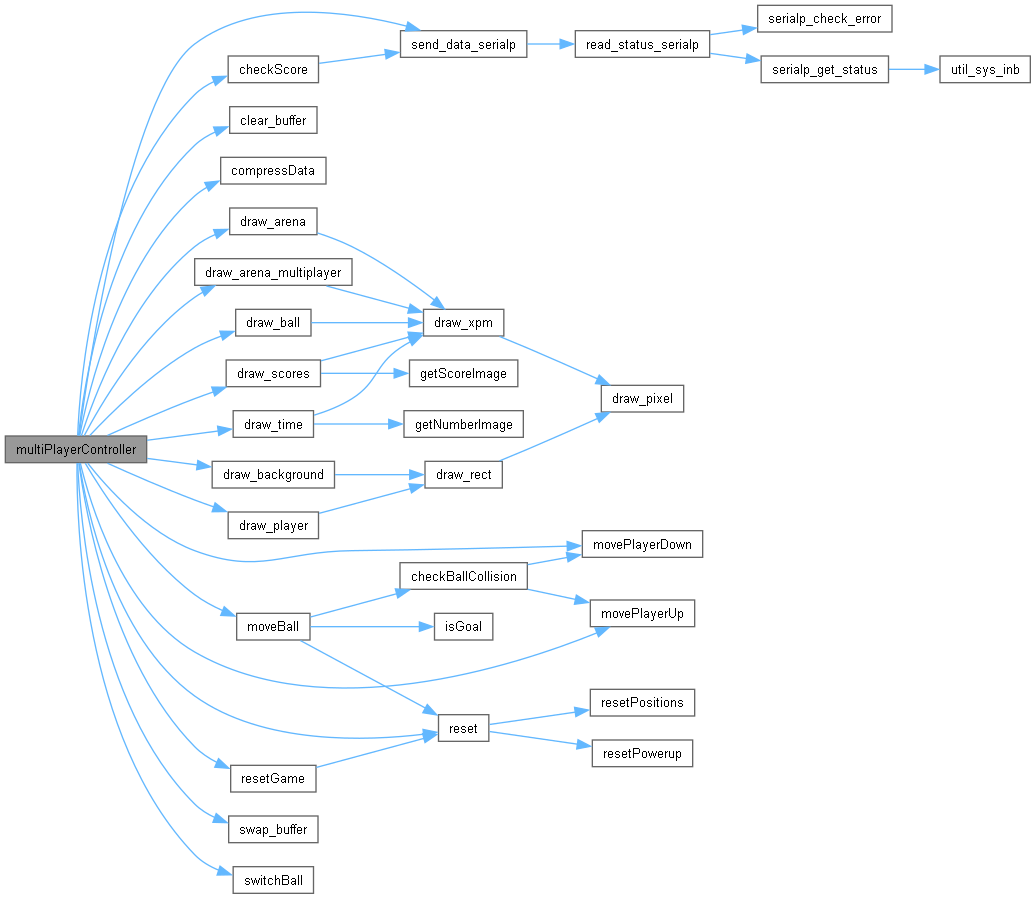 serialp_check_error
send_data_serialp
read_status_serialp
checkScore
serialp_get_status
util_sys_inb
clear_buffer
compressData
draw_arena
draw_arena_multiplayer
draw_ball
draw_xpm
draw_scores
getScoreImage
draw_pixel
draw_time
getNumberImage
multiPlayerController
draw_background
draw_rect
draw_player
movePlayerDown
checkBallCollision
movePlayerUp
moveBall
isGoal
resetPositions
reset
resetPowerup
resetGame
swap_buffer
switchBall